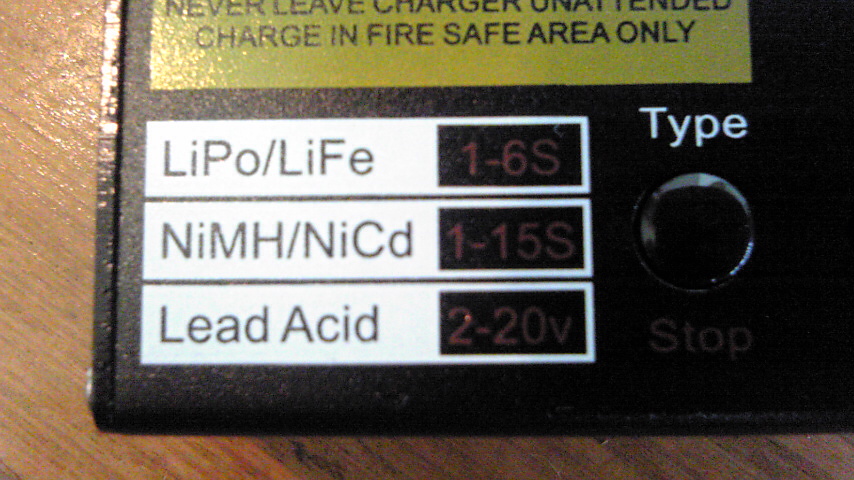 NEVER LEAVE CHARGER UNATTENDED
CHARGE IN FIRE SAFE AREA ONLY
Type
LiPo/LiFe 1-6S
NiMH/NiCd 1-15S
Lead Acid 2-20v
Stop